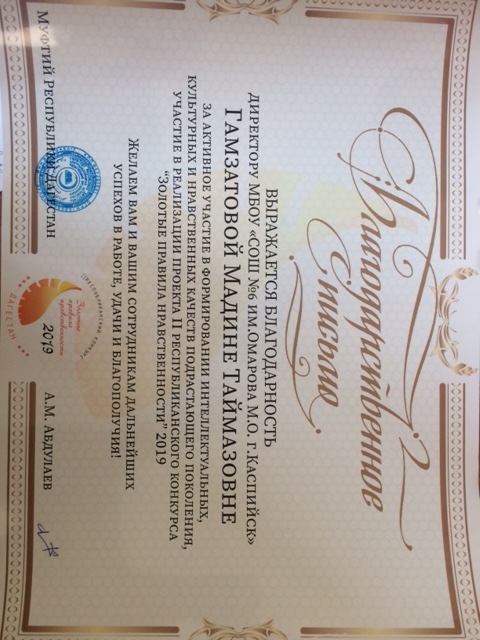 Благодарственное
письмо
ВЫРАЖАЕТСЯ БЛАГОДАРНОСТЬ
ДИРЕКТОРУ МБОУ «СОШ №6 ИМ.ОМАРОВА М.О. Г.КАСПИЙСК»
ГАМЗАТОВОЙ МАДИНЕ ТАЙМАЗОВНЕ
ЗА АКТИВНОЕ УЧАСТИЕ В ФОРМИРОВАНИИ ИНТЕЛЛЕКТУАЛЬНЫХ,
КУЛЬТУРНЫХ И НРАВСТВЕННЫХ КАЧЕСТВ ПОДРАСТАЮЩЕГО ПОКОЛЕНИЯ,
УЧАСТИЕ В РЕАЛИЗАЦИИ ПРОЕКТА II РЕСПУБЛИКАНСКОГО КОНКУРСА
"ЗОЛОТЫЕ ПРАВИЛА НРАВСТВЕННОСТИ" 2019
ЖЕЛАЕМ ВАМ И ВАШИМ СОТРУДНИКАМ ДАЛЬНЕЙШИХ
УСПЕХОВ В РАБОТЕ, УДАЧИ И БЛАГОПОЛУЧИЯ!
РЕСПУБЛИКАНСКИЙ КОНКУРС
Золотые
правила
нравственности
2019
ДАГЕСТАН
МУФТИЙ РЕСПУБЛИКИ ДАГЕСТАН
А.М. АБДУЛАЕВ